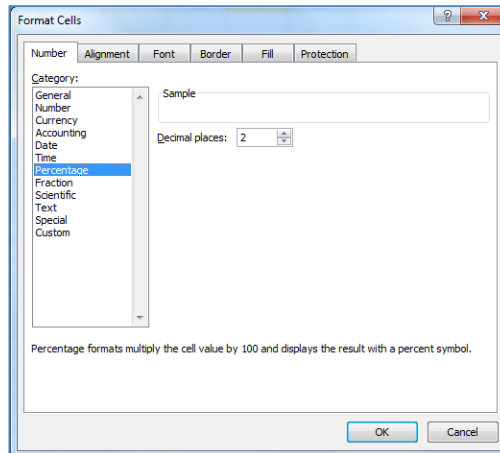 Format Cells
Number Alignment Font Border Fill Protection
Category:
General
Number
Currency
Accounting
Date
Time
Percentage
Fraction
Scientific
Text
Special
Custom
Sample
Decimal places: 2
Percentage formats multiply the cell value by 100 and displays the result with a percent symbol.
OK Cancel